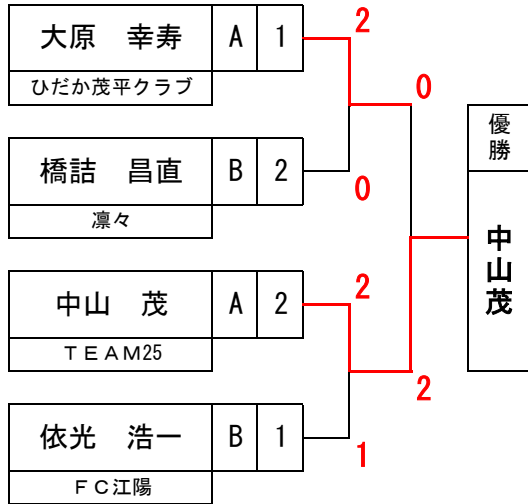 大原　幸寿 A 1 2
ひだか茂平クラブ
0
優勝
橋詰　昌直 B 2 0
凛々
中山茂
中山　茂 A 2 2
ＴＥＡＭ25
2
依光　浩一 B 1 1
ＦＣ江陽